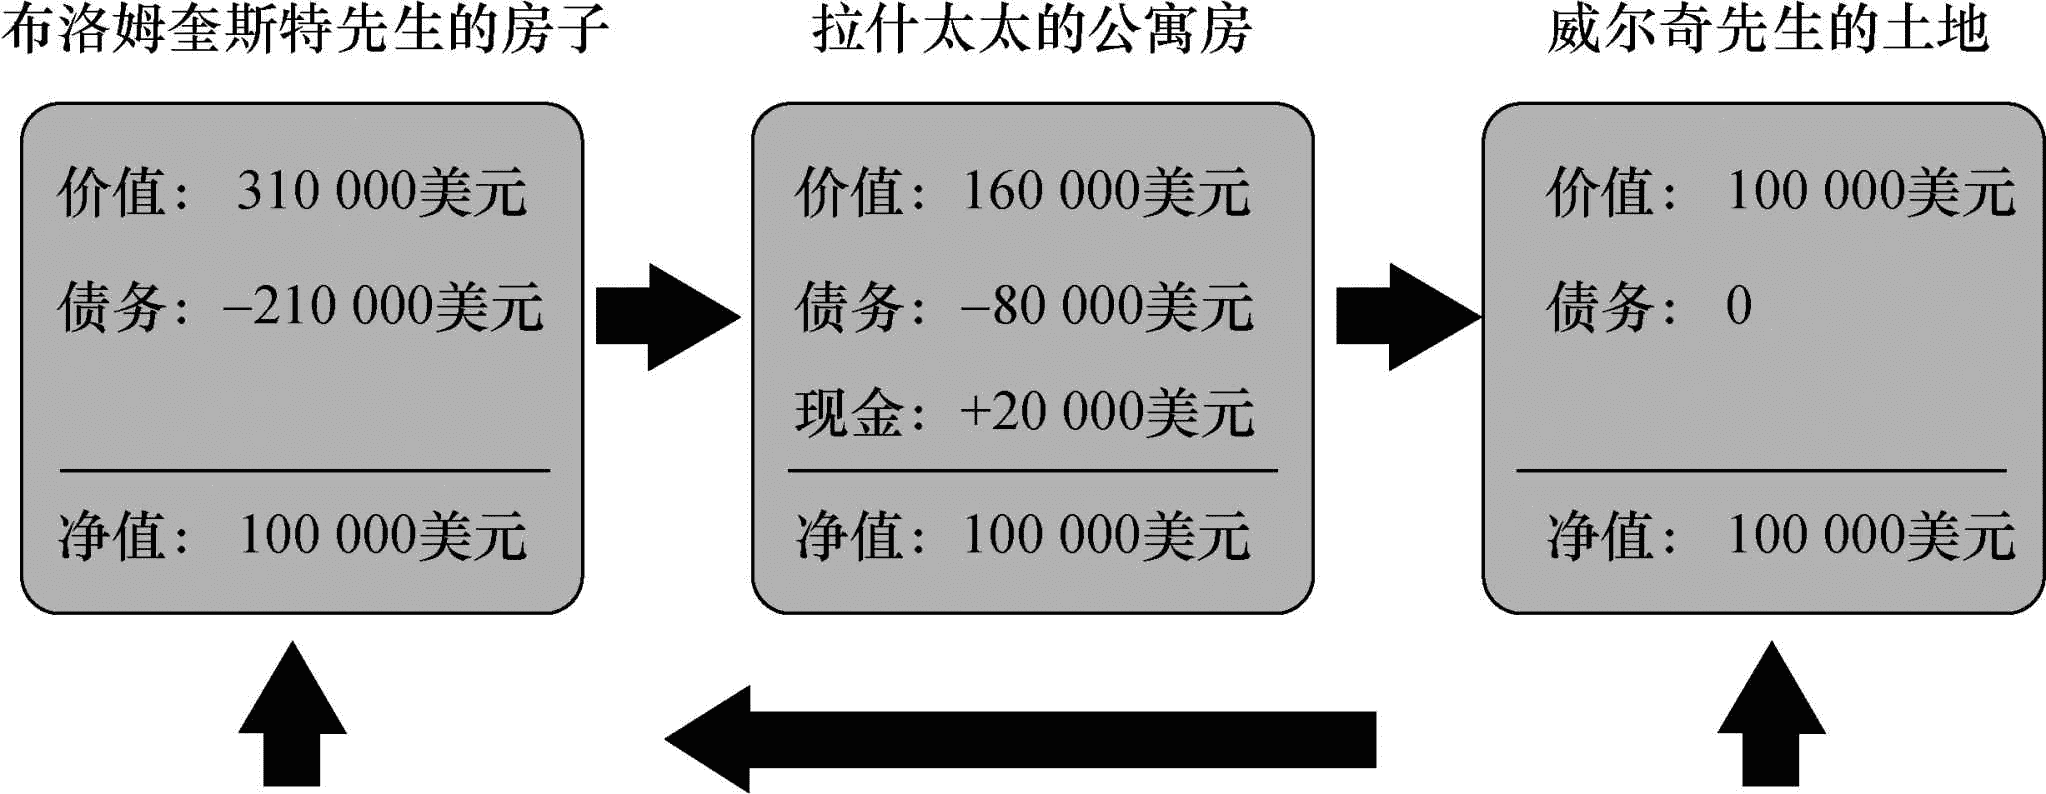 布洛姆奎斯特先生的房子
价值： 310 000美元
债务： –210 000美元
净值： 100 000美元
拉什太太的公寓房
价值： 160 000美元
债务： –80 000美元
现金： +20 000美元
净值： 100 000美元
威尔奇先生的土地
价值： 100 000美元
债务： 0
净值： 100 000美元